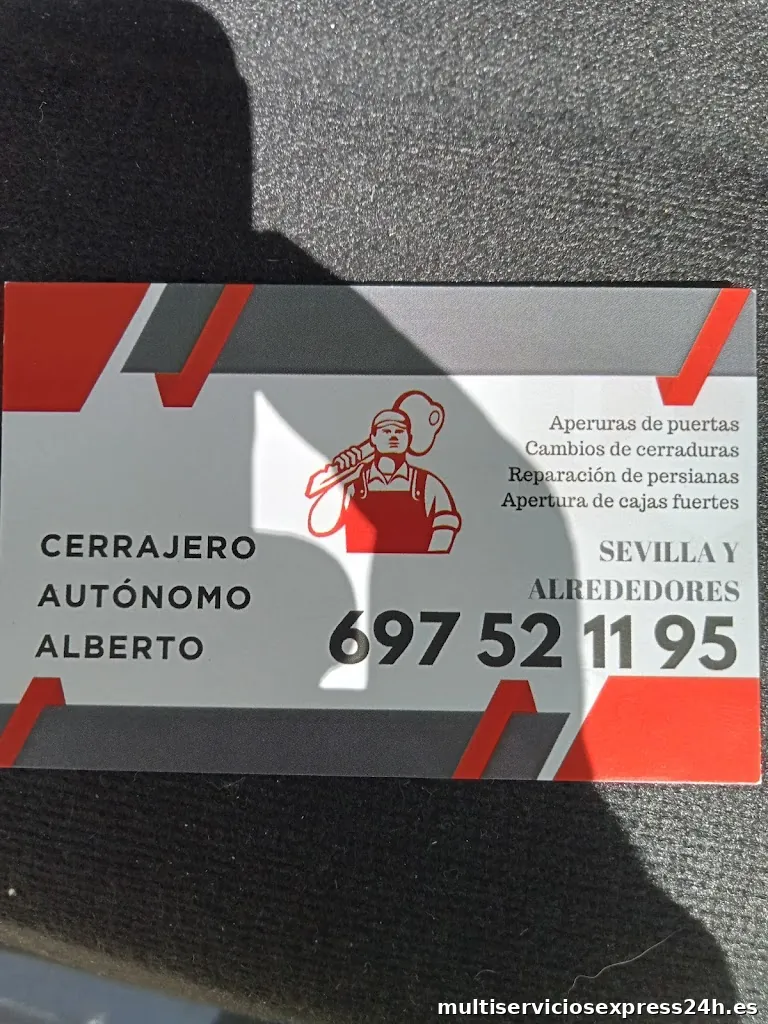 Aperuras de puertas
Cambios de cerraduras
Reparación de persianas
Apertura de cajas fuertes
CERRAJERO
AUTÓNOMO
ALBERTO
SEVILLA Y
ALREDEDORES
697 52 11 95
multiserviciosexpress24h.es